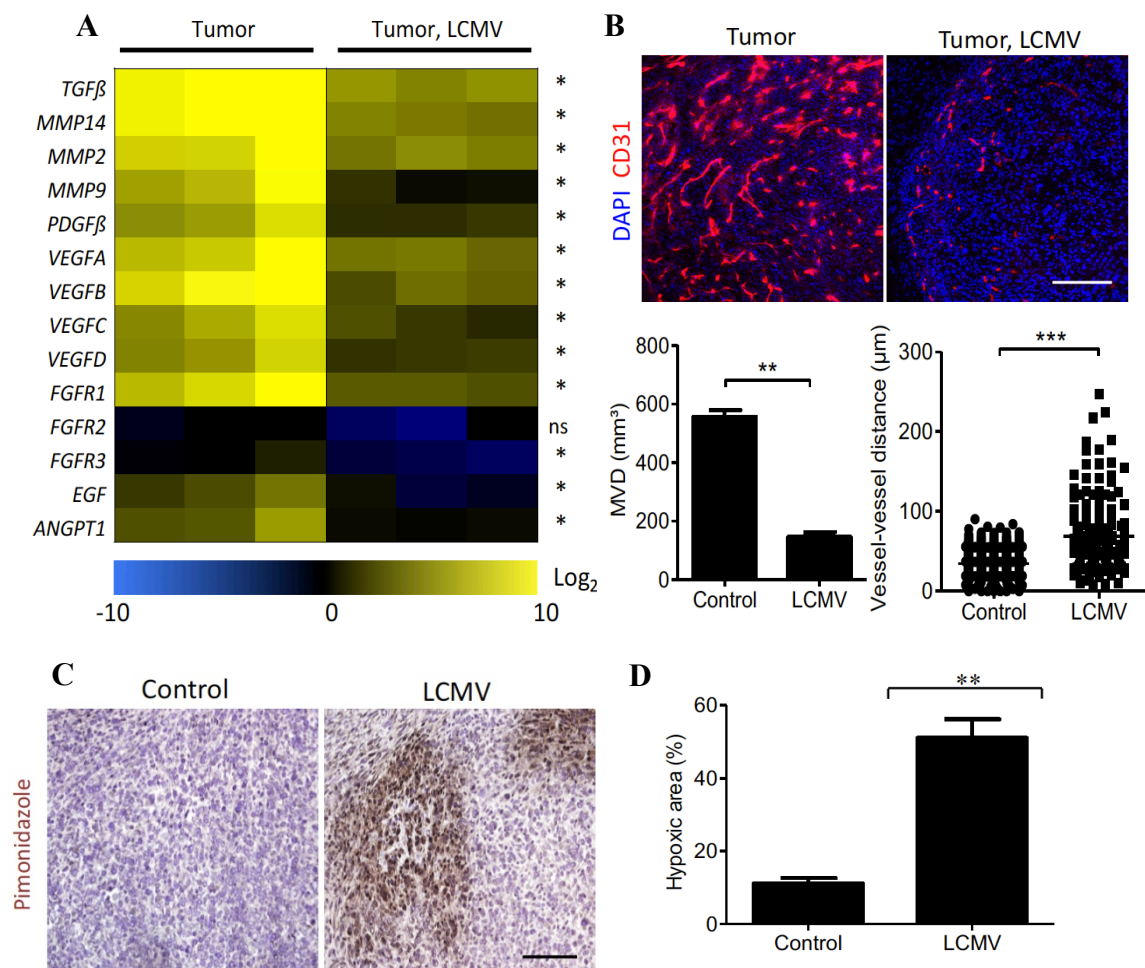 A
Tumor
Tumor, LCMV
TGFß *
MMP14 *
MMP2 *
MMP9 *
PDGFß *
VEGFA *
VEGFB *
VEGFC *
VEGFD *
FGFR1 *
FGFR2 ns
FGFR3 *
EGF *
ANGPT1 *
-10 0 10
Log₂
B
Tumor
Tumor, LCMV
DAPI CD31
MVD (mm³)
800
600
400
200
0
**
Control LCMV
Vessel-vessel distance (µm)
300
200
100
0
***
Control LCMV
C
Control LCMV
Pimonidazole
D
Hypoxic area (%)
60
40
20
0
**
Control LCMV